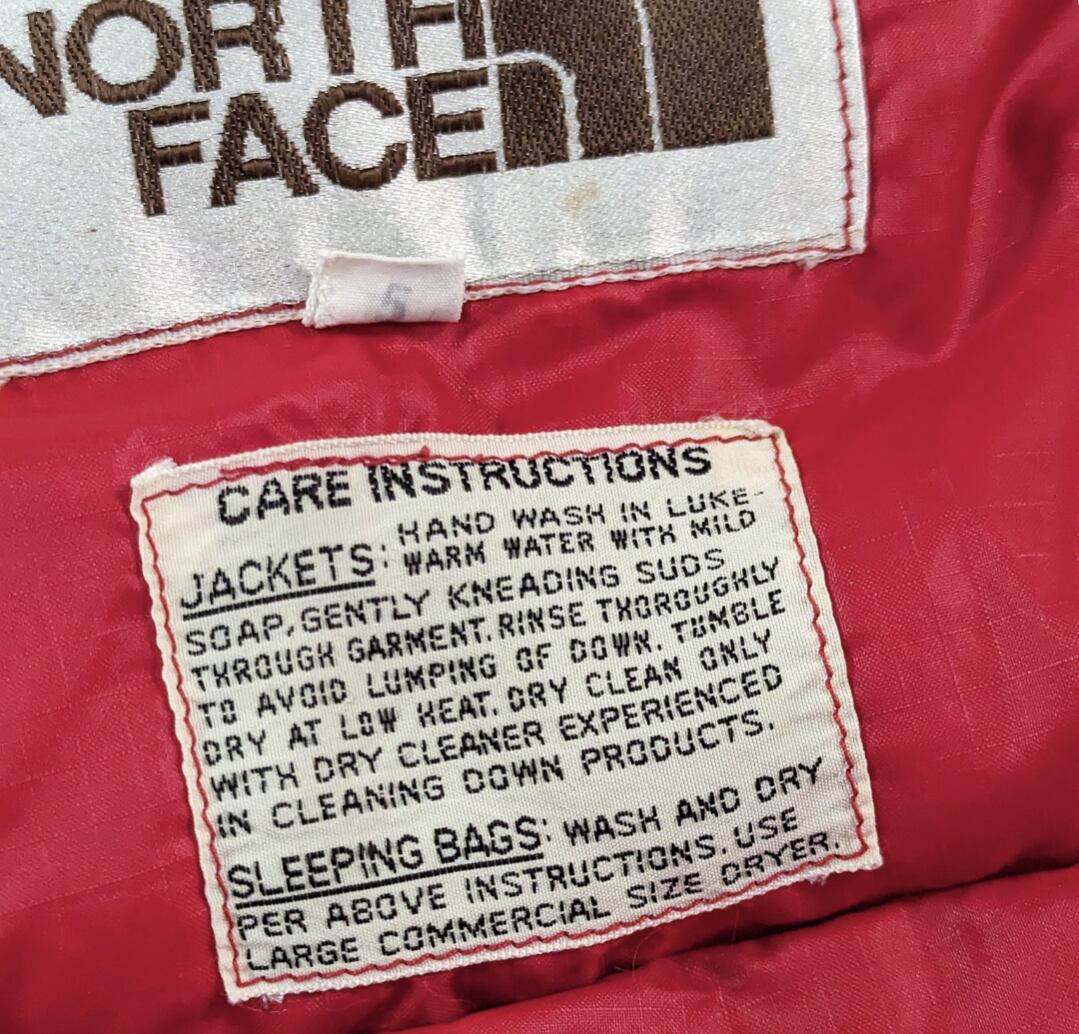 NORTH
FACE
5
CARE INSTRUCTIONS
JACKETS: HAND WASH IN LUKE-
WARM WATER WITH MILD
SOAP, GENTLY KNEADING SUDS
THROUGH GARMENT. RINSE THOROUGHLY
TO AVOID LUMPING OF DOWN. TUMBLE
DRY AT LOW HEAT. DRY CLEAN ONLY
WITH DRY CLEANER EXPERIENCED
IN CLEANING DOWN PRODUCTS.
SLEEPING BAGS: WASH AND DRY
PER ABOVE INSTRUCTIONS. USE
LARGE COMMERCIAL SIZE DRYER.